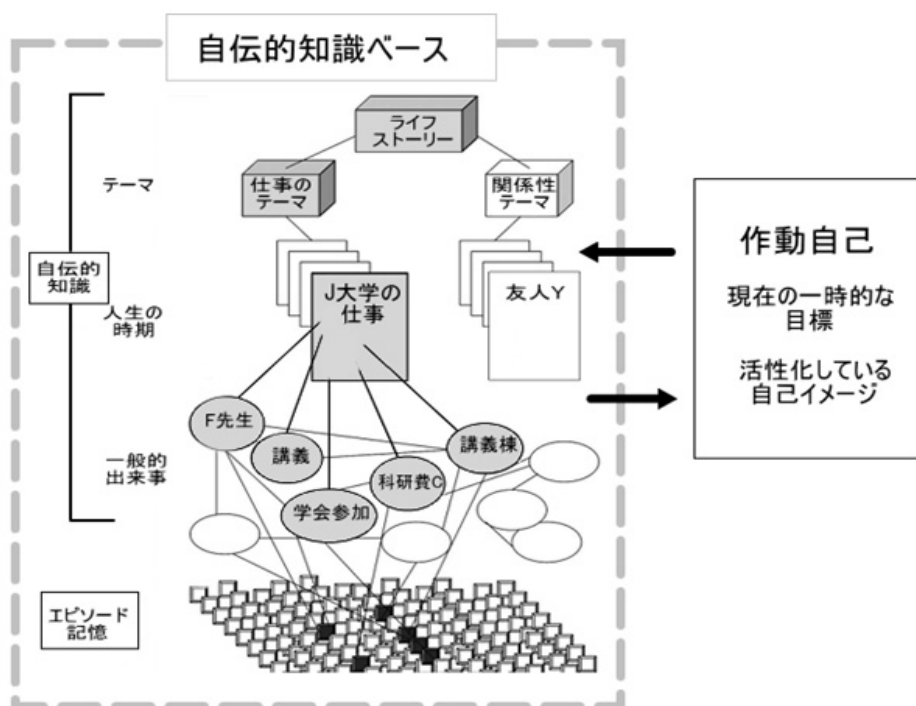 自伝的知識ベース
ライフ
ストーリー
テーマ
仕事の
テーマ
関係性
テーマ
自伝的
知識
人生の
時期
J大学の
仕事
友人Y
作動自己
現在の一時的な
目標
活性化している
自己イメージ
一般的
出来事
F先生
講義
学会参加
科研費C
講義棟
エピソード
記憶